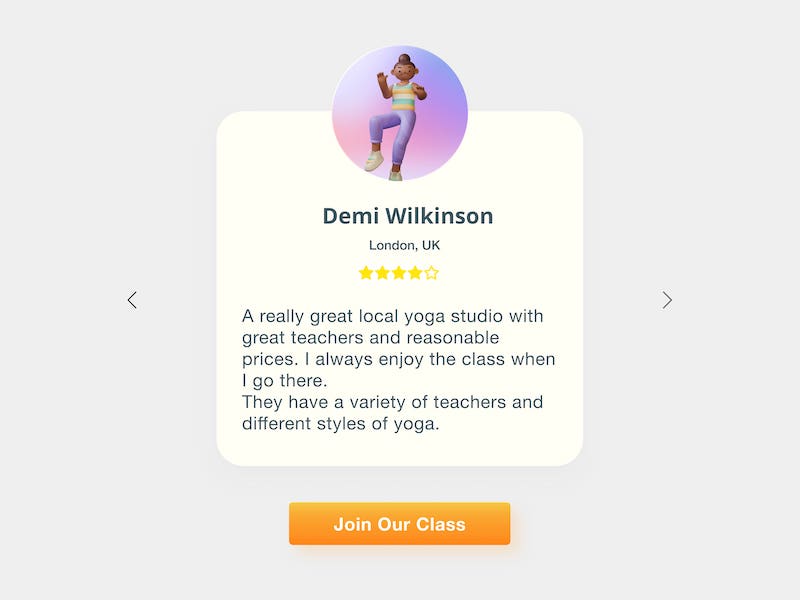 Demi Wilkinson
London, UK
A really great local yoga studio with
great teachers and reasonable
prices. I always enjoy the class when
I go there.
They have a variety of teachers and
different styles of yoga.
Join Our Class